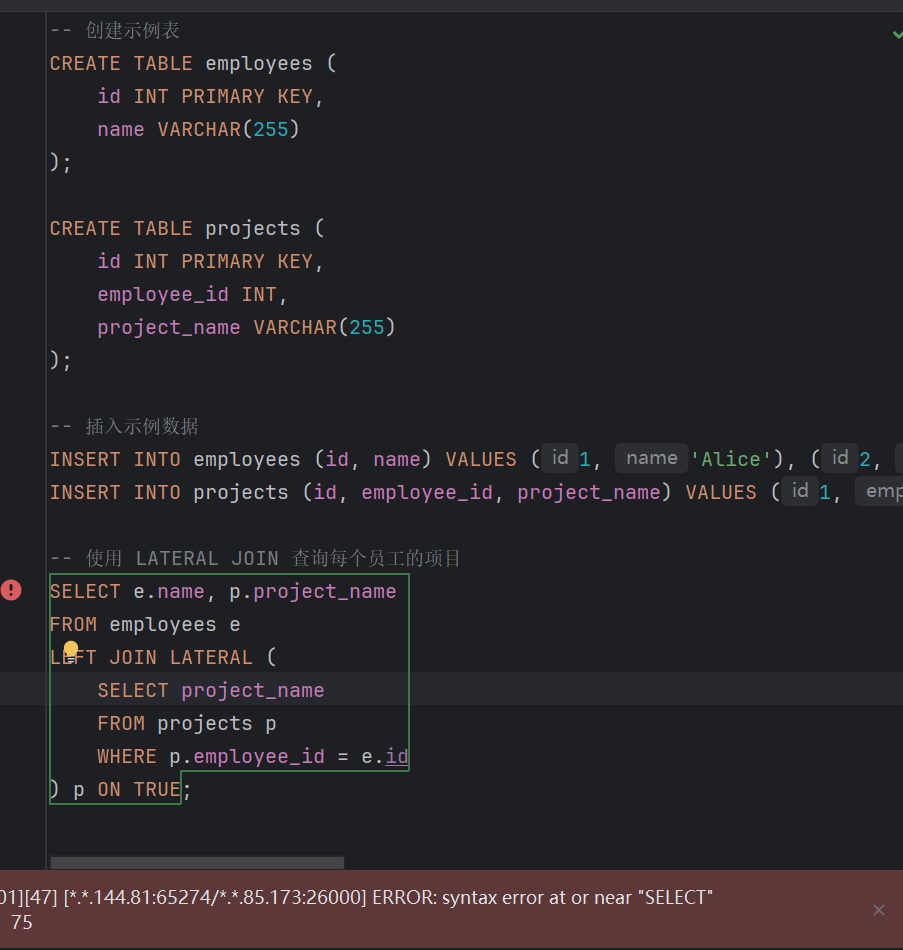 -- 创建示例表
CREATE TABLE employees (
    id INT PRIMARY KEY,
    name VARCHAR(255)
);
CREATE TABLE projects (
    id INT PRIMARY KEY,
    employee_id INT,
    project_name VARCHAR(255)
);
-- 插入示例数据
INSERT INTO employees (id, name) VALUES ( id 1, name 'Alice'), ( id 2,
INSERT INTO projects (id, employee_id, project_name) VALUES ( id 1, emp
-- 使用 LATERAL JOIN 查询每个员工的项目
SELECT e.name, p.project_name
FROM employees e
LEFT JOIN LATERAL (
    SELECT project_name
    FROM projects p
    WHERE p.employee_id = e.id
) p ON TRUE;
01][47] [*.*.144.81:65274/*.*.85.173:26000] ERROR: syntax error at or near "SELECT"
75